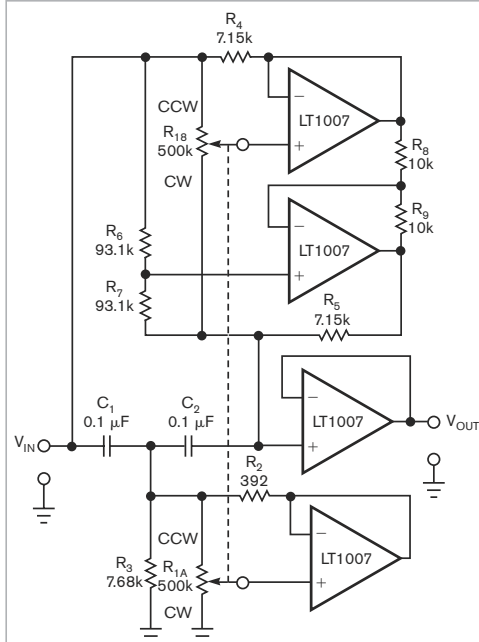 R4
7.15k
CCW
R18
500k
CW
−
LT1007
+
R8
10k
R6
93.1k
R7
93.1k
−
LT1007
+
R9
10k
R5
7.15k
C1
0.1 µF
C2
0.1 µF
VIN
−
LT1007
+
VOUT
R2
392
CCW
R3
7.68k
R1A
500k
CW
−
LT1007
+